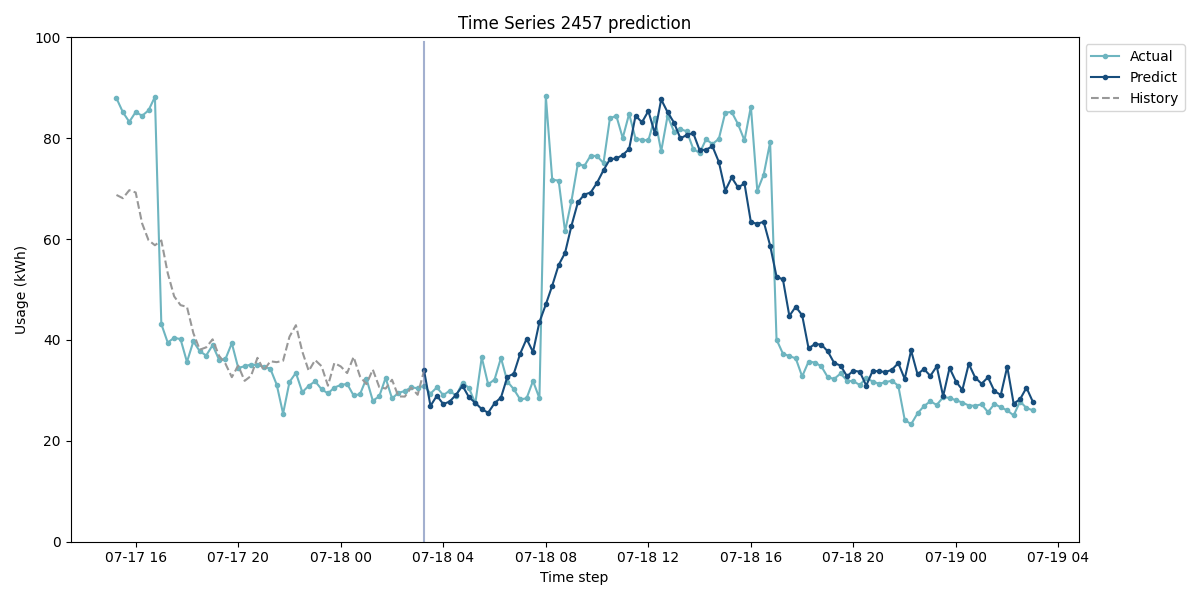 Time Series 2457 prediction
Actual
Predict
History
Usage (kWh)
100
80
60
40
20
0
07-17 16
07-17 20
07-18 00
07-18 04
07-18 08
07-18 12
07-18 16
07-18 20
07-19 00
07-19 04
Time step